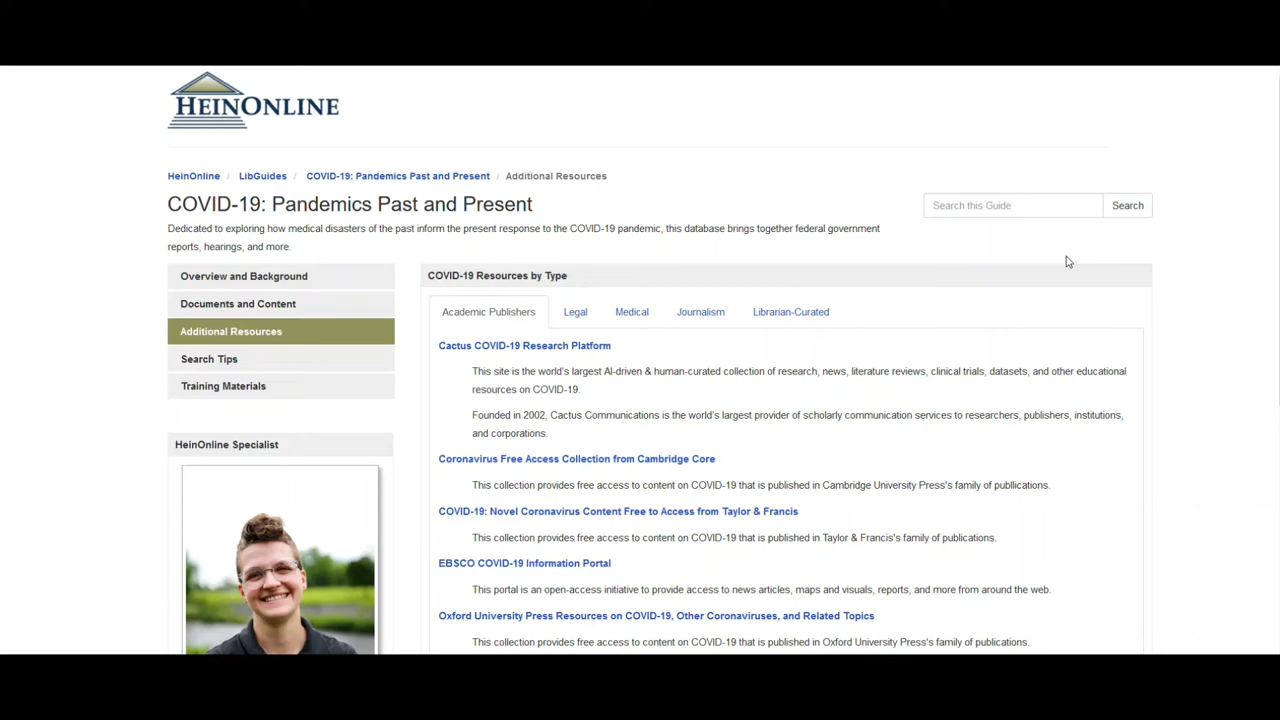 HEINONLINE
HeinOnline / LibGuides / COVID-19: Pandemics Past and Present / Additional Resources
COVID-19: Pandemics Past and Present
Search this Guide
Search
Dedicated to exploring how medical disasters of the past inform the present response to the COVID-19 pandemic, this database brings together federal government
reports, hearings, and more.
Overview and Background
Documents and Content
Additional Resources
Search Tips
Training Materials
HeinOnline Specialist
COVID-19 Resources by Type
Academic Publishers Legal Medical Journalism Librarian-Curated
Cactus COVID-19 Research Platform
This site is the world's largest AI-driven & human-curated collection of research, news, literature reviews, clinical trials, datasets, and other educational
resources on COVID-19.
Founded in 2002, Cactus Communications is the world's largest provider of scholarly communication services to researchers, publishers, institutions,
and corporations.
Coronavirus Free Access Collection from Cambridge Core
This collection provides free access to content on COVID-19 that is published in Cambridge University Press's family of publlications.
COVID-19: Novel Coronavirus Content Free to Access from Taylor & Francis
This collection provides free access to content on COVID-19 that is published in Taylor & Francis's family of publications.
EBSCO COVID-19 Information Portal
This portal is an open-access initiative to provide access to news articles, maps and visuals, reports, and more from around the web.
Oxford University Press Resources on COVID-19, Other Coronaviruses, and Related Topics
This collection provides free access to content on COVID-19 that is published in Oxford University Press's family of publications.